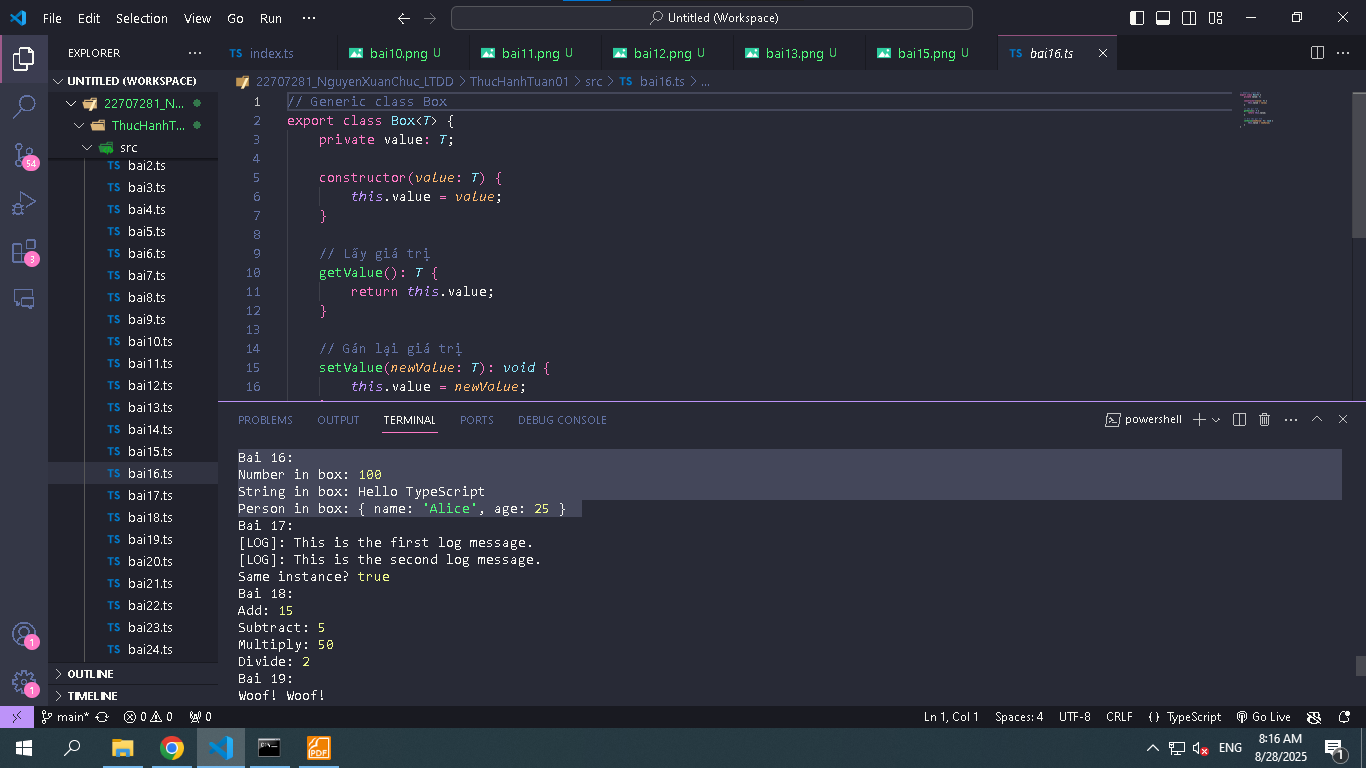 File Edit Selection View Go Run ··· Untitled (Workspace)
EXPLORER ···
UNTITLED (WORKSPACE)
22707281_N...
ThucHanhT...
src
TS bai2.ts
TS bai3.ts
TS bai4.ts
TS bai5.ts
TS bai6.ts
TS bai7.ts
TS bai8.ts
TS bai9.ts
TS bai10.ts
TS bai11.ts
TS bai12.ts
TS bai13.ts
TS bai14.ts
TS bai15.ts
TS bai16.ts
TS bai17.ts
TS bai18.ts
TS bai19.ts
TS bai20.ts
TS bai21.ts
TS bai22.ts
TS bai23.ts
TS bai24.ts
OUTLINE
TIMELINE
54
3
1
1
TS index.ts bai10.png U bai11.png U bai12.png U bai13.png U bai15.png U TS bai16.ts
22707281_NguyenXuanChuc_LTDD > ThucHanhTuan01 > src > TS bai16.ts > ...
1 // Generic class Box
2 export class Box<T> {
3 private value: T;
4
5 constructor(value: T) {
6 this.value = value;
7 }
8
9 // Lấy giá trị
10 getValue(): T {
11 return this.value;
12 }
13
14 // Gán lại giá trị
15 setValue(newValue: T): void {
16 this.value = newValue;
PROBLEMS OUTPUT TERMINAL PORTS DEBUG CONSOLE powershell
Bai 16:
Number in box: 100
String in box: Hello TypeScript
Person in box: { name: 'Alice', age: 25 }
Bai 17:
[LOG]: This is the first log message.
[LOG]: This is the second log message.
Same instance? true
Bai 18:
Add: 15
Subtract: 5
Multiply: 50
Divide: 2
Bai 19:
Woof! Woof!
main* 0 0 0 Ln 1, Col 1 Spaces: 4 UTF-8 CRLF {} TypeScript Go Live
PDF ENG 8:16 AM
8/28/2025 1